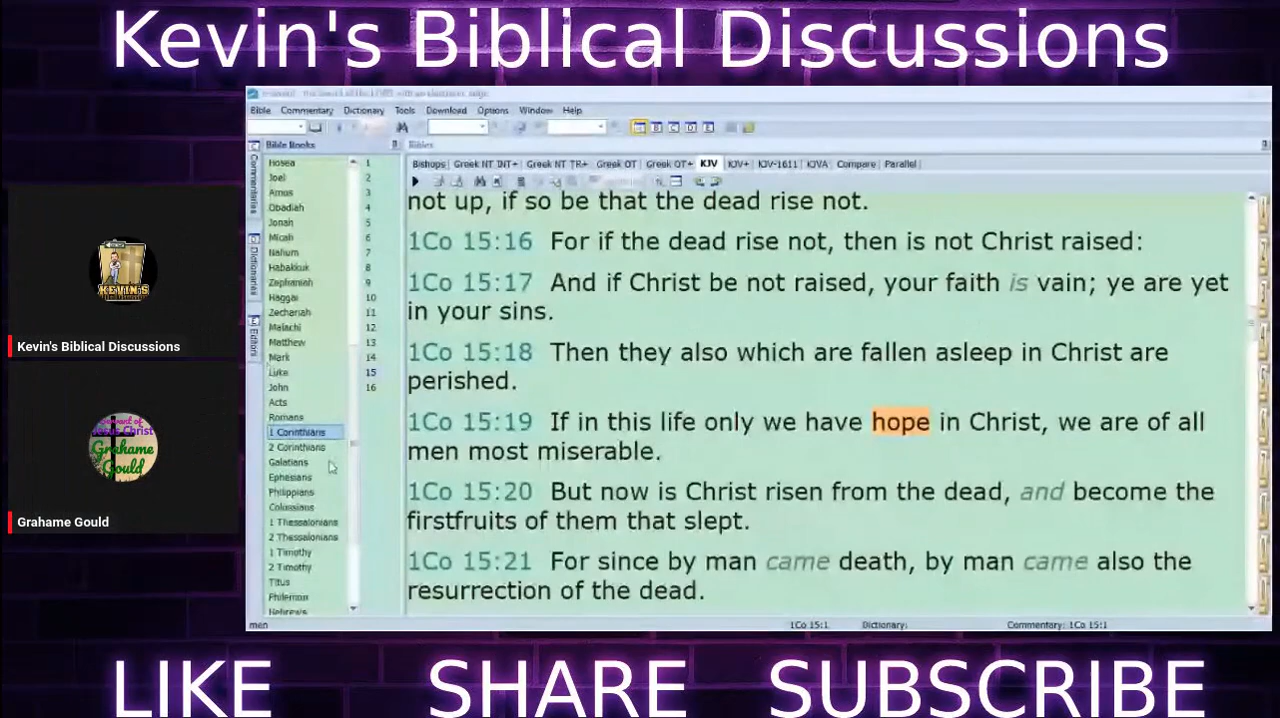 Kevin's Biblical Discussions
Bible Commentary Dictionary Tools Download Options Window Help
Bible Books
Bibles
Bishops Greek NT INT+ Greek NT TR+ Greek OT Greek OT+ KJV KJV+ KJV-1611 KJVA Compare Parallel
Commentaries
Dictionaries
Editors
Hosea 1
Joel 2
Amos 3
Obadiah 4
Jonah 5
Micah 6
Nahum 7
Habakkuk 8
Zephaniah 9
Haggai 10
Zechariah 11
Malachi 12
Matthew 13
Mark 14
Luke 15
John 16
Acts
Romans
1 Corinthians
2 Corinthians
Galatians
Ephesians
Philippians
Colossians
1 Thessalonians
2 Thessalonians
1 Timothy
2 Timothy
Titus
Philemon
Hebrews
not up, if so be that the dead rise not.
1Co 15:16 For if the dead rise not, then is not Christ raised:
1Co 15:17 And if Christ be not raised, your faith is vain; ye are yet
in your sins.
1Co 15:18 Then they also which are fallen asleep in Christ are
perished.
1Co 15:19 If in this life only we have hope in Christ, we are of all
men most miserable.
1Co 15:20 But now is Christ risen from the dead, and become the
firstfruits of them that slept.
1Co 15:21 For since by man came death, by man came also the
resurrection of the dead.
men 1Co 15:1 Dictionary: Commentary: 1Co 15:1
KEVIN'S
Kevin's Biblical Discussions
Servant of
Jesus Christ
Grahame
Gould
Grahame Gould
LIKE SHARE SUBSCRIBE